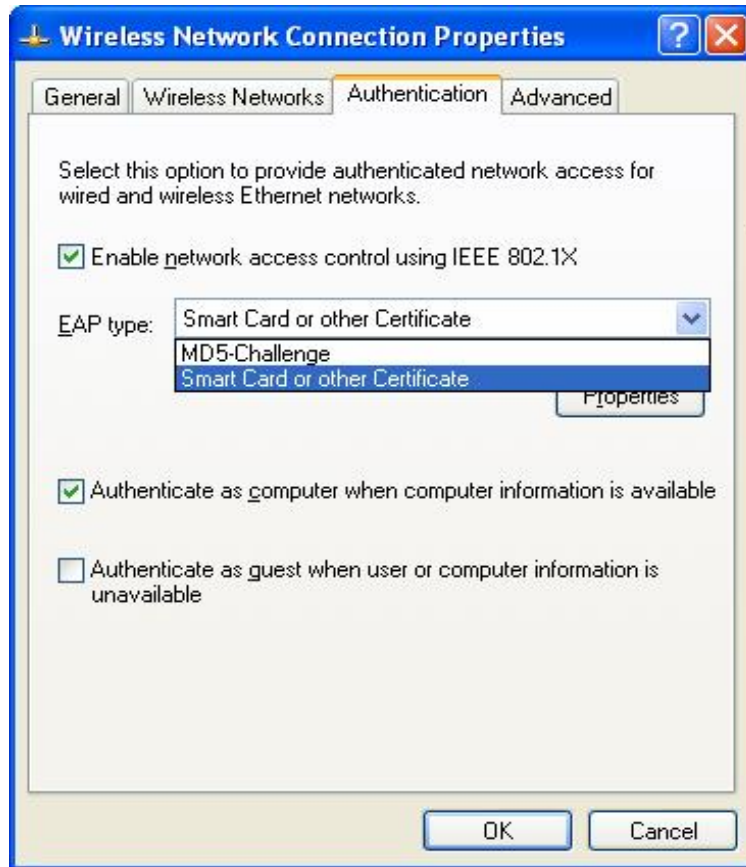 Wireless Network Connection Properties
General Wireless Networks Authentication Advanced
Select this option to provide authenticated network access for
wired and wireless Ethernet networks.
Enable network access control using IEEE 802.1X
EAP type: Smart Card or other Certificate
MD5-Challenge
Smart Card or other Certificate
Properties
Authenticate as computer when computer information is available
Authenticate as guest when user or computer information is
unavailable
OK Cancel